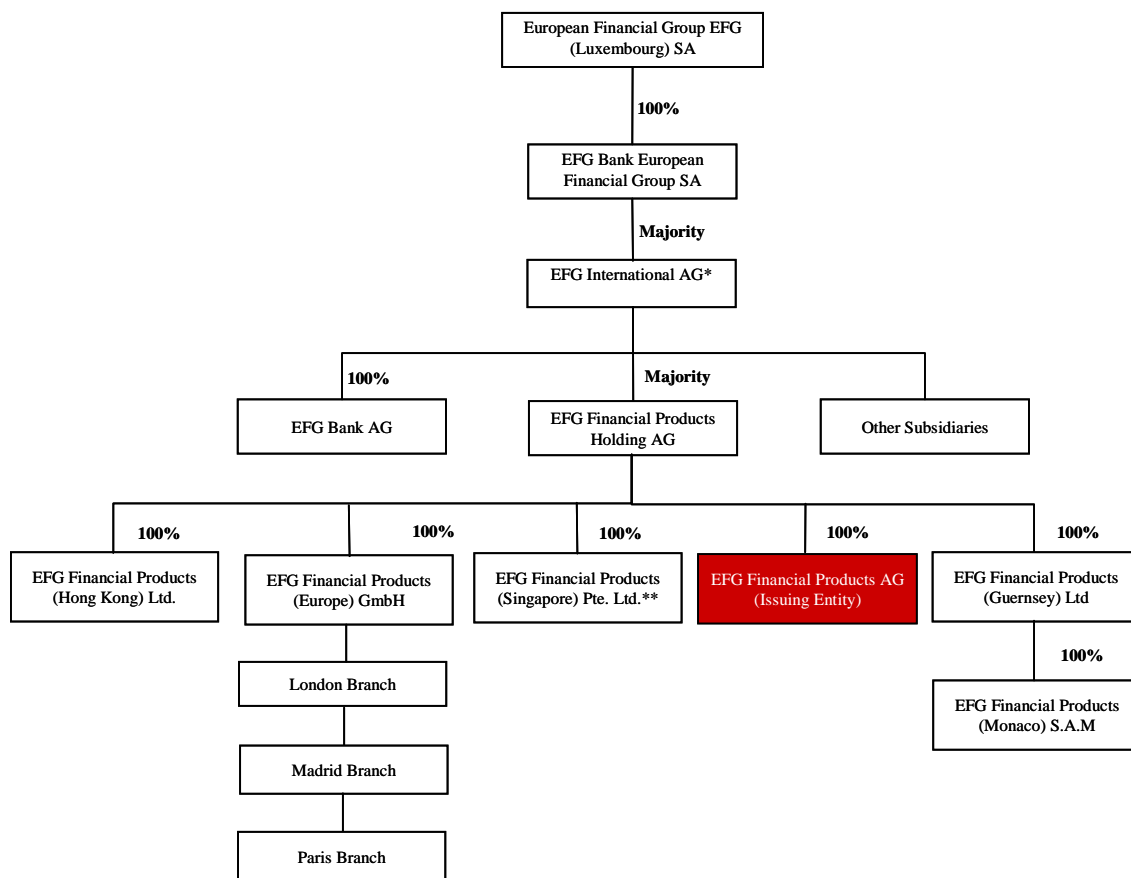 European Financial Group EFG
(Luxembourg) SA
100%
EFG Bank European
Financial Group SA
Majority
EFG International AG*
100%
Majority
EFG Bank AG
EFG Financial Products
Holding AG
Other Subsidiaries
100%
100%
100%
100%
100%
EFG Financial Products
(Hong Kong) Ltd.
EFG Financial Products
(Europe) GmbH
EFG Financial Products
(Singapore) Pte. Ltd.**
EFG Financial Products AG
(Issuing Entity)
EFG Financial Products
(Guernsey) Ltd
London Branch
100%
EFG Financial Products
(Monaco) S.A.M
Madrid Branch
Paris Branch